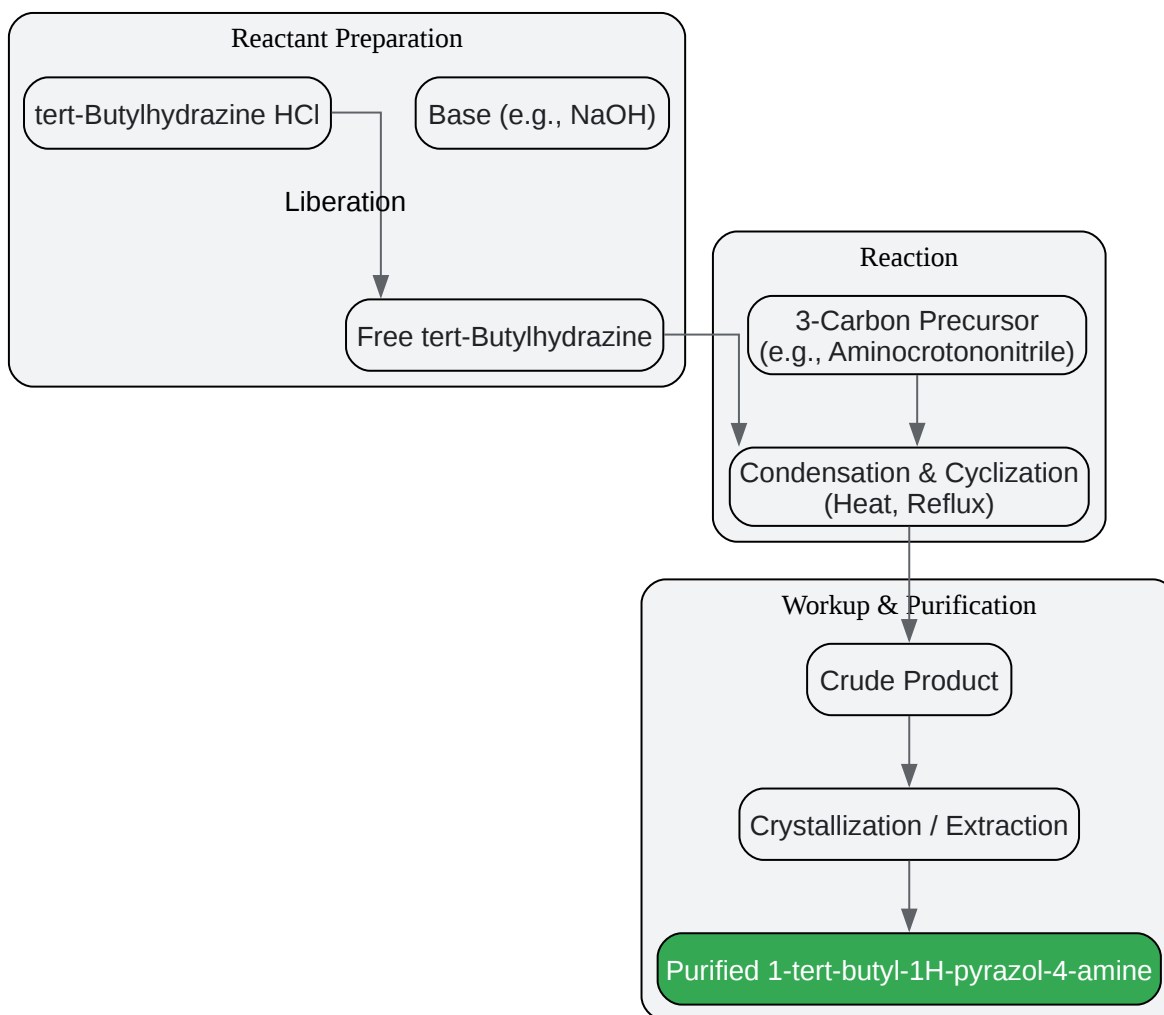 Reactant Preparation
tert-Butylhydrazine HCl
Base (e.g., NaOH)
Liberation
Free tert-Butylhydrazine
Reaction
3-Carbon Precursor
(e.g., Aminocrotononitrile)
Condensation & Cyclization
(Heat, Reflux)
Workup & Purification
Crude Product
Crystallization / Extraction
Purified 1-tert-butyl-1H-pyrazol-4-amine